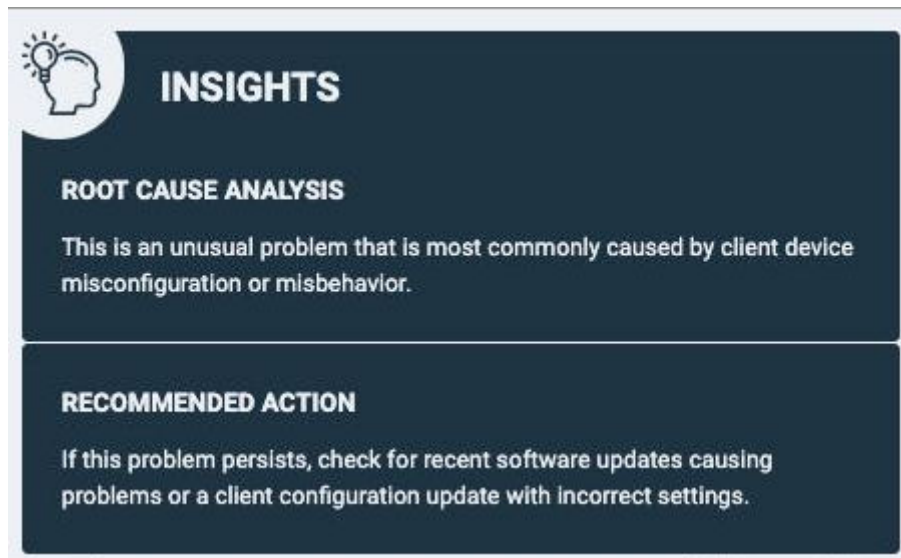 INSIGHTS
ROOT CAUSE ANALYSIS
This is an unusual problem that is most commonly caused by client device
misconfiguration or misbehavior.
RECOMMENDED ACTION
If this problem persists, check for recent software updates causing
problems or a client configuration update with incorrect settings.